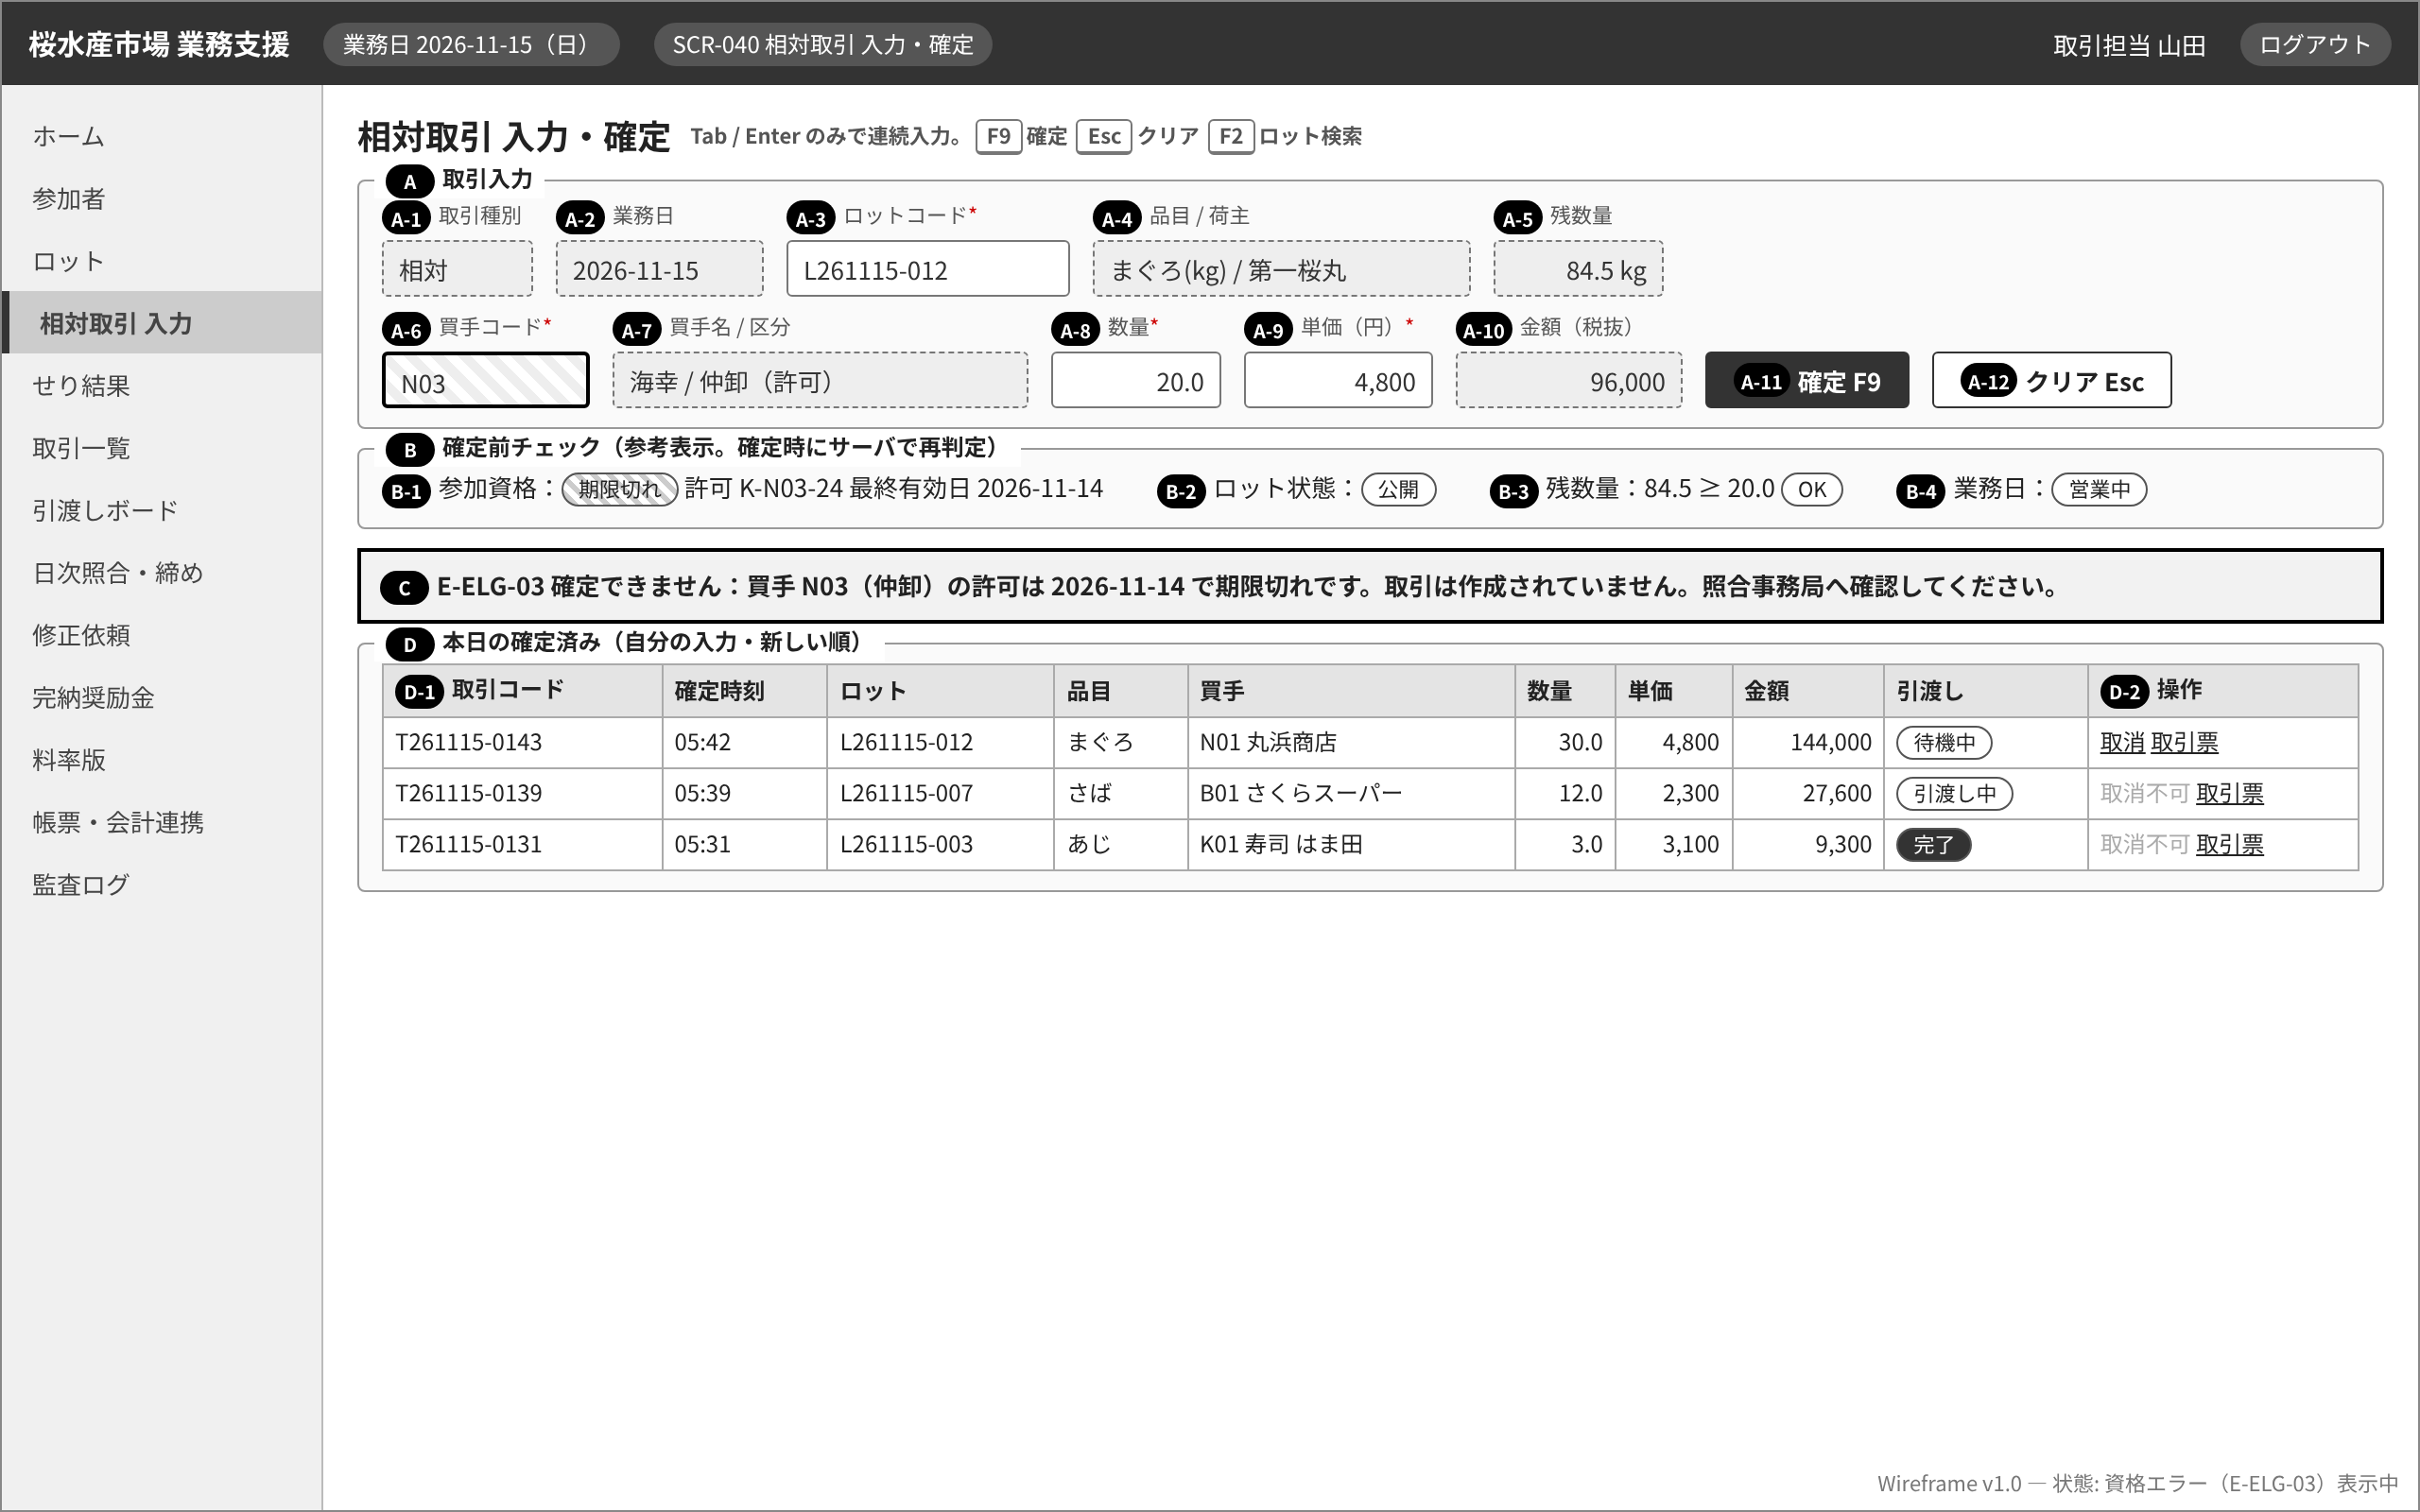 桜水産市場 業務支援 業務日 2026-11-15（日） SCR-040 相対取引 入力・確定 取引担当 山田 ログアウト
ホーム
参加者
ロット
相対取引 入力
せり結果
取引一覧
引渡しボード
日次照合・締め
修正依頼
完納奨励金
料率版
帳票・会計連携
監査ログ
相対取引 入力・確定 Tab / Enter のみで連続入力。 F9 確定 Esc クリア F2 ロット検索
A 取引入力
A-1 取引種別 A-2 業務日 A-3 ロットコード* A-4 品目 / 荷主 A-5 残数量
相対 2026-11-15 L261115-012 まぐろ(kg) / 第一桜丸 84.5 kg
A-6 買手コード* A-7 買手名 / 区分 A-8 数量* A-9 単価（円）* A-10 金額（税抜）
N03 海幸 / 仲卸（許可） 20.0 4,800 96,000 A-11 確定 F9 A-12 クリア Esc
B 確定前チェック（参考表示。確定時にサーバで再判定）
B-1 参加資格： 期限切れ 許可 K-N03-24 最終有効日 2026-11-14 B-2 ロット状態： 公開 B-3 残数量：84.5 ≥ 20.0 OK B-4 業務日： 営業中
C E-ELG-03 確定できません：買手 N03（仲卸）の許可は 2026-11-14 で期限切れです。取引は作成されていません。照合事務局へ確認してください。
D 本日の確定済み（自分の入力・新しい順）
D-1 取引コード 確定時刻 ロット 品目 買手 数量 単価 金額 引渡し D-2 操作
T261115-0143 05:42 L261115-012 まぐろ N01 丸浜商店 30.0 4,800 144,000 待機中 取消 取引票
T261115-0139 05:39 L261115-007 さば B01 さくらスーパー 12.0 2,300 27,600 引渡し中 取消不可 取引票
T261115-0131 05:31 L261115-003 あじ K01 寿司 はま田 3.0 3,100 9,300 完了 取消不可 取引票
Wireframe v1.0 — 状態: 資格エラー（E-ELG-03）表示中